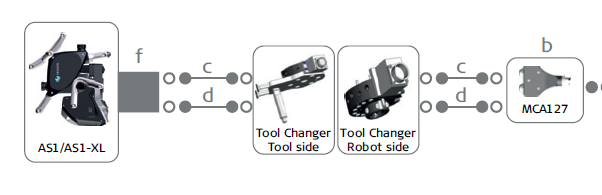 f
b
c
c
d
d
MCA127
Tool Changer
Tool side
Tool Changer
Robot side
AS1/AS1-XL